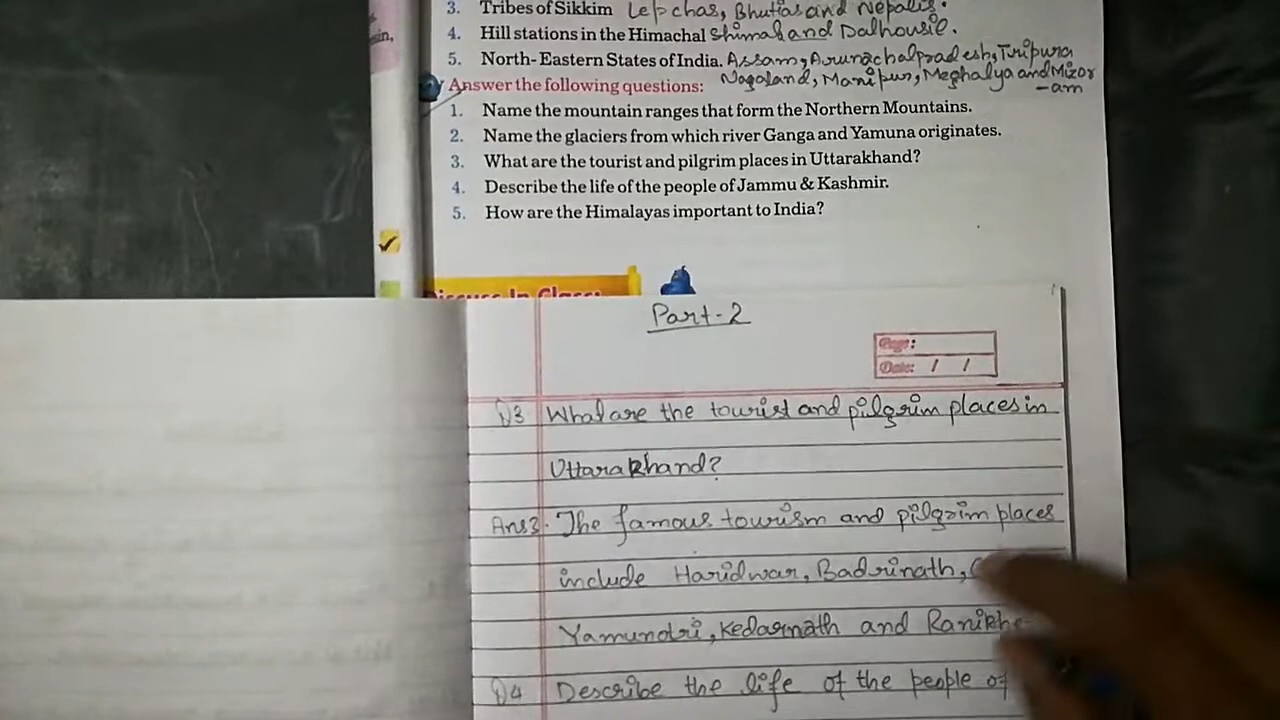 sin,
3. Tribes of Sikkim Lepchas, Bhutias and Nepalis.
4. Hill stations in the Himachal Shimah and Dalhousie.
5. North-Eastern States of India. Assam, Arunachalpradesh, Tripura
Nagaland, Manipur, Meghalya and Mizor
-am
Answer the following questions:
1. Name the mountain ranges that form the Northern Mountains.
2. Name the glaciers from which river Ganga and Yamuna originates.
3. What are the tourist and pilgrim places in Uttarakhand?
4. Describe the life of the people of Jammu & Kashmir.
5. How are the Himalayas important to India?
Discuss In Class:
Part-2
Page:
Date: / /
Q3 What are the tourist and pilgrim places in
Uttarakhand?
Ans3. The famous tourism and pilgrim places
include Haridwar, Badrinath,
Yamunotri, Kedarnath and Ranikhe
Q4 Describe the life of the people of